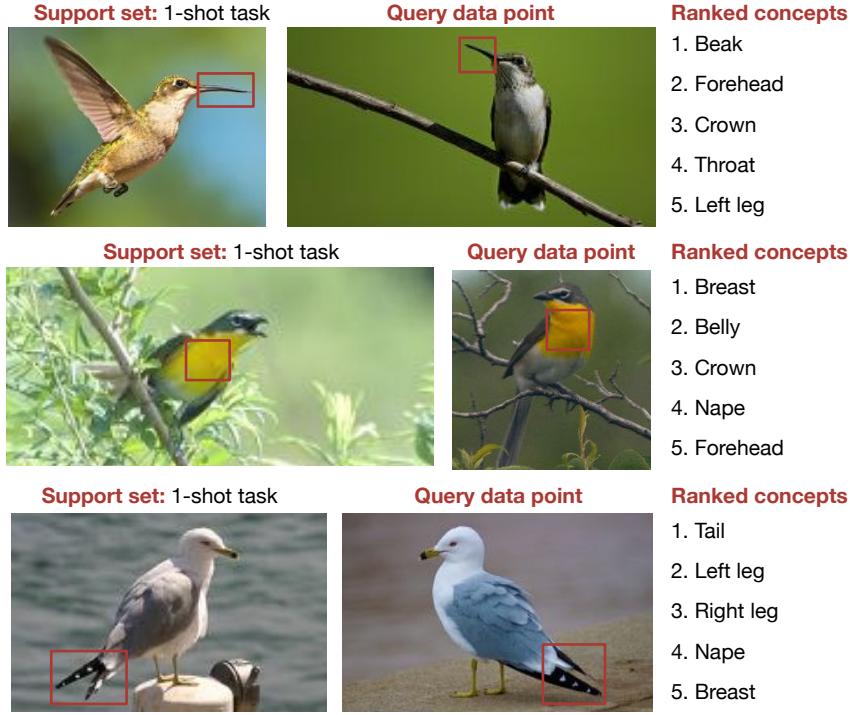 Support set: 1-shot task
Query data point
Ranked concepts
1. Beak
2. Forehead
3. Crown
4. Throat
5. Left leg
Support set: 1-shot task
Query data point
Ranked concepts
1. Breast
2. Belly
3. Crown
4. Nape
5. Forehead
Support set: 1-shot task
Query data point
Ranked concepts
1. Tail
2. Left leg
3. Right leg
4. Nape
5. Breast